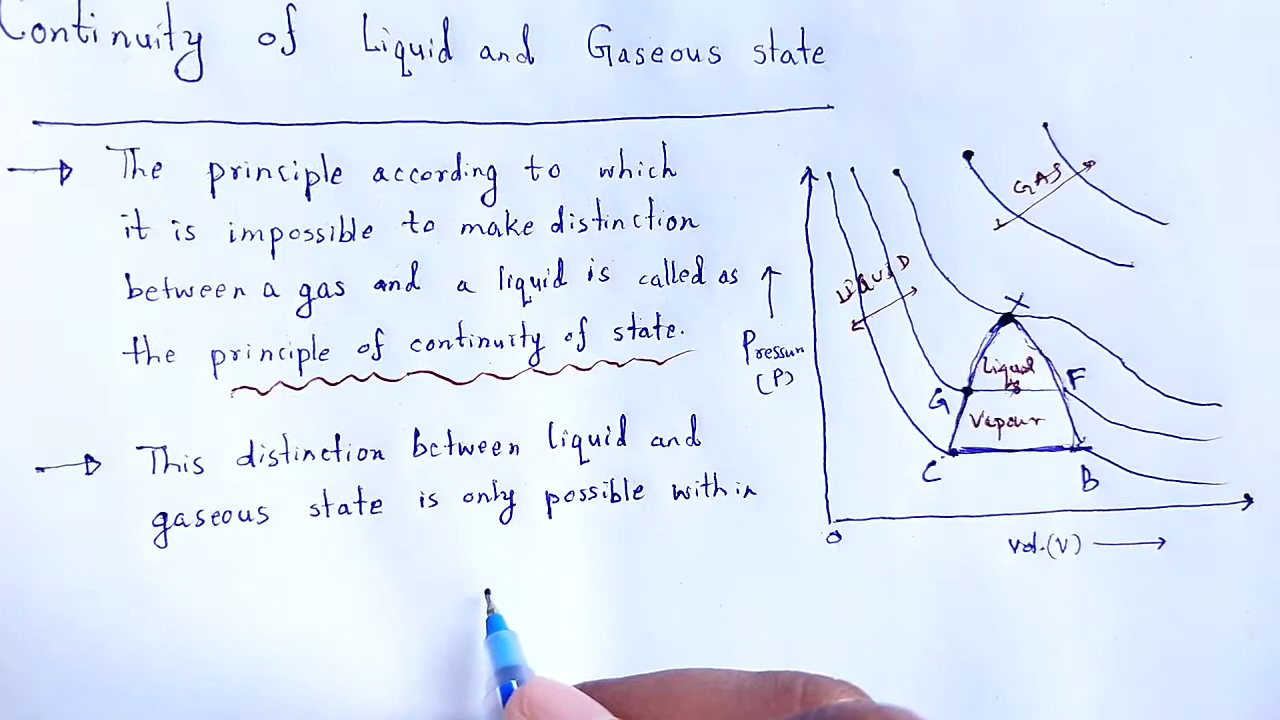 Continuity of Liquid and Gaseous state
The principle according to which
it is impossible to make distinction
between a gas and a liquid is called as
the principle of continuity of state.
This distinction between liquid and
gaseous state is only possible within
GAS
LIQUID
Pressure
(P)
X
Liquid
G
F
Vapour
C
B
O
Vol.(V)